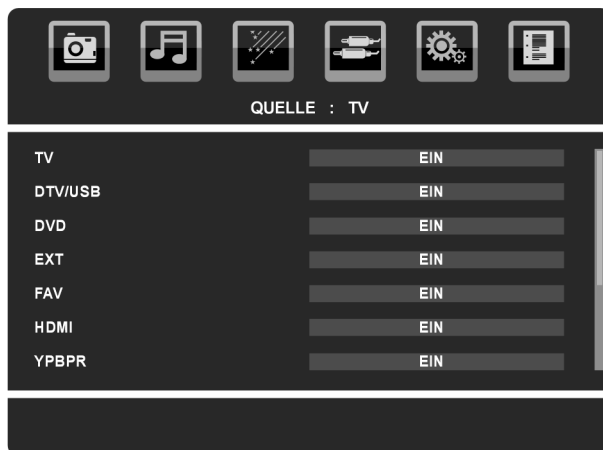 QUELLE : TV
TV EIN
DTV/USB EIN
DVD EIN
EXT EIN
FAV EIN
HDMI EIN
YPBPR EIN